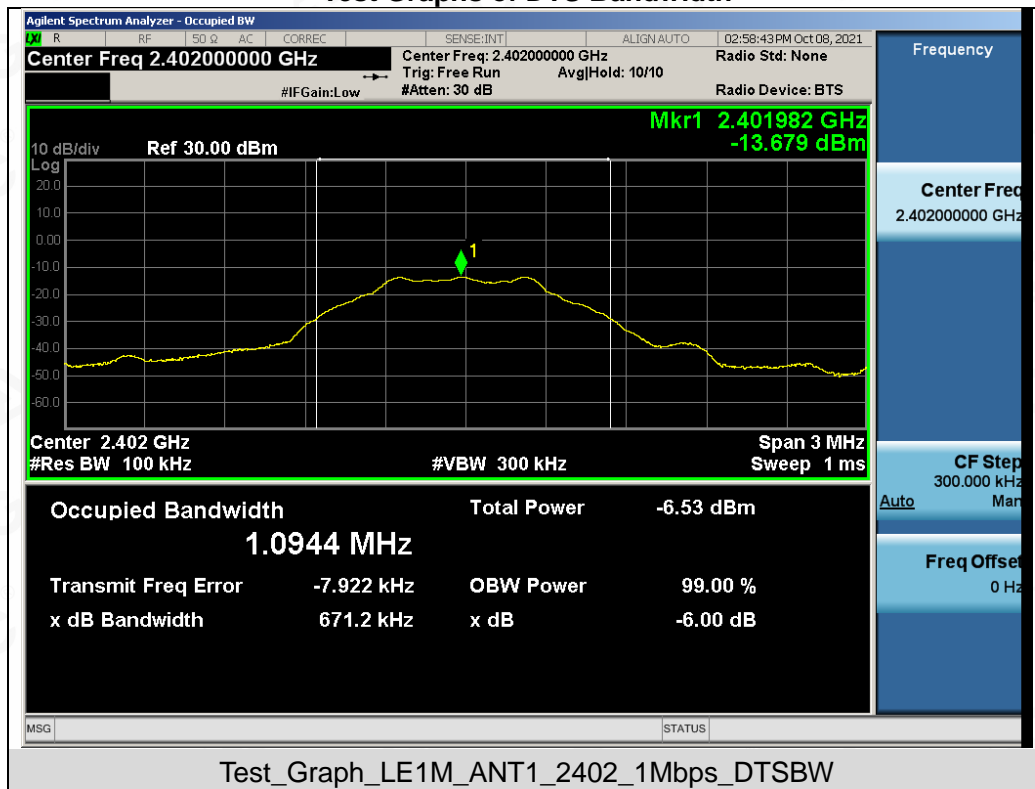 Test Graphs of DTS Bandwidth
Agilent Spectrum Analyzer - Occupied BW
LXI R RF 50 Ω AC CORREC SENSE:INT ALIGN AUTO 02:58:43 PM Oct 08, 2021
Center Freq 2.402000000 GHz
Center Freq: 2.402000000 GHz
Radio Std: None
Trig: Free Run Avg|Hold: 10/10
#IFGain:Low
#Atten: 30 dB
Radio Device: BTS
Mkr1 2.401982 GHz
-13.679 dBm
10 dB/div Ref 30.00 dBm
Log
20.0
10.0
0.00
-10.0
-20.0
-30.0
-40.0
-50.0
-60.0
1
Center 2.402 GHz
Span 3 MHz
#Res BW 100 kHz
#VBW 300 kHz
Sweep 1 ms
Occupied Bandwidth
1.0944 MHz
Total Power -6.53 dBm
Transmit Freq Error -7.922 kHz
OBW Power 99.00 %
x dB Bandwidth 671.2 kHz
x dB -6.00 dB
Frequency
Center Freq
2.402000000 GHz
CF Step
300.000 kHz
Auto Man
Freq Offset
0 Hz
MSG
STATUS
Test_Graph_LE1M_ANT1_2402_1Mbps_DTSBW